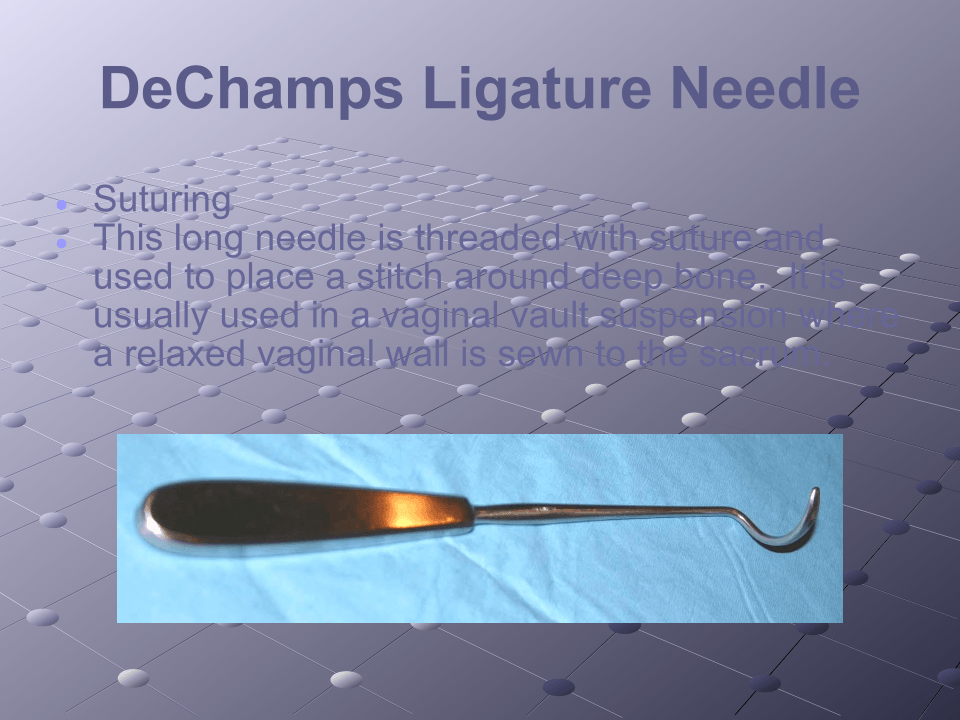 DeChamps Ligature Needle
Suturing
This long needle is threaded with suture and
used to place a stitch around deep bone.  It is
usually used in a vaginal vault suspension where
a relaxed vaginal wall is sewn to the sacrum.